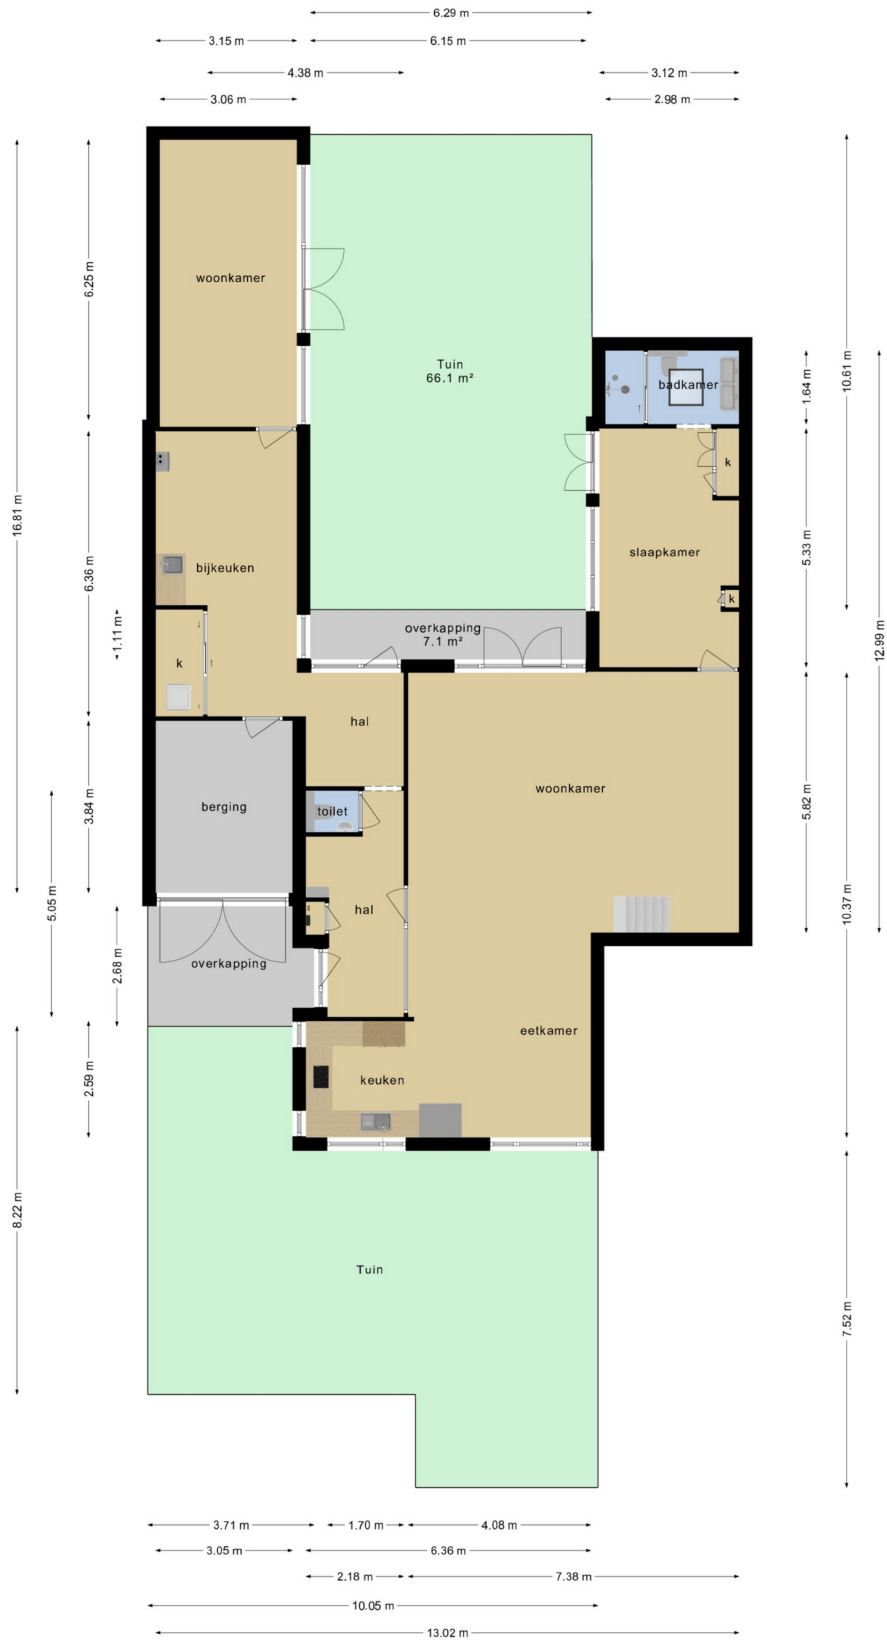 6.29 m
3.15 m
6.15 m
4.38 m
3.12 m
3.06 m
2.98 m
16.81 m
6.25 m
6.36 m
1.11 m
3.84 m
5.05 m
2.68 m
2.59 m
8.22 m
woonkamer
Tuin
66.1 m²
badkamer
k
bijkeuken
slaapkamer
k
overkapping
7.1 m²
k
hal
woonkamer
berging
toilet
hal
overkapping
eetkamer
keuken
Tuin
1.64 m
10.61 m
5.33 m
12.99 m
5.82 m
10.37 m
7.52 m
3.71 m
1.70 m
4.08 m
3.05 m
6.36 m
2.18 m
7.38 m
10.05 m
13.02 m